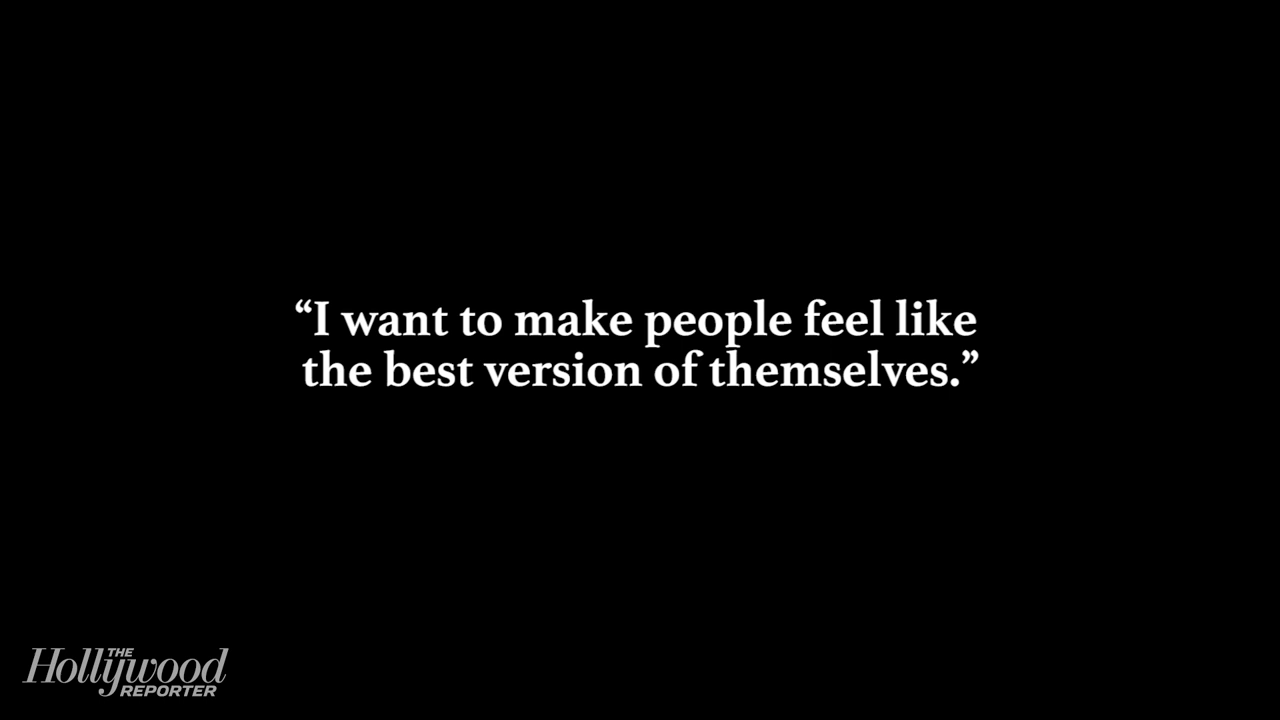 “I want to make people feel like
the best version of themselves.”
THE
Hollywood
REPORTER